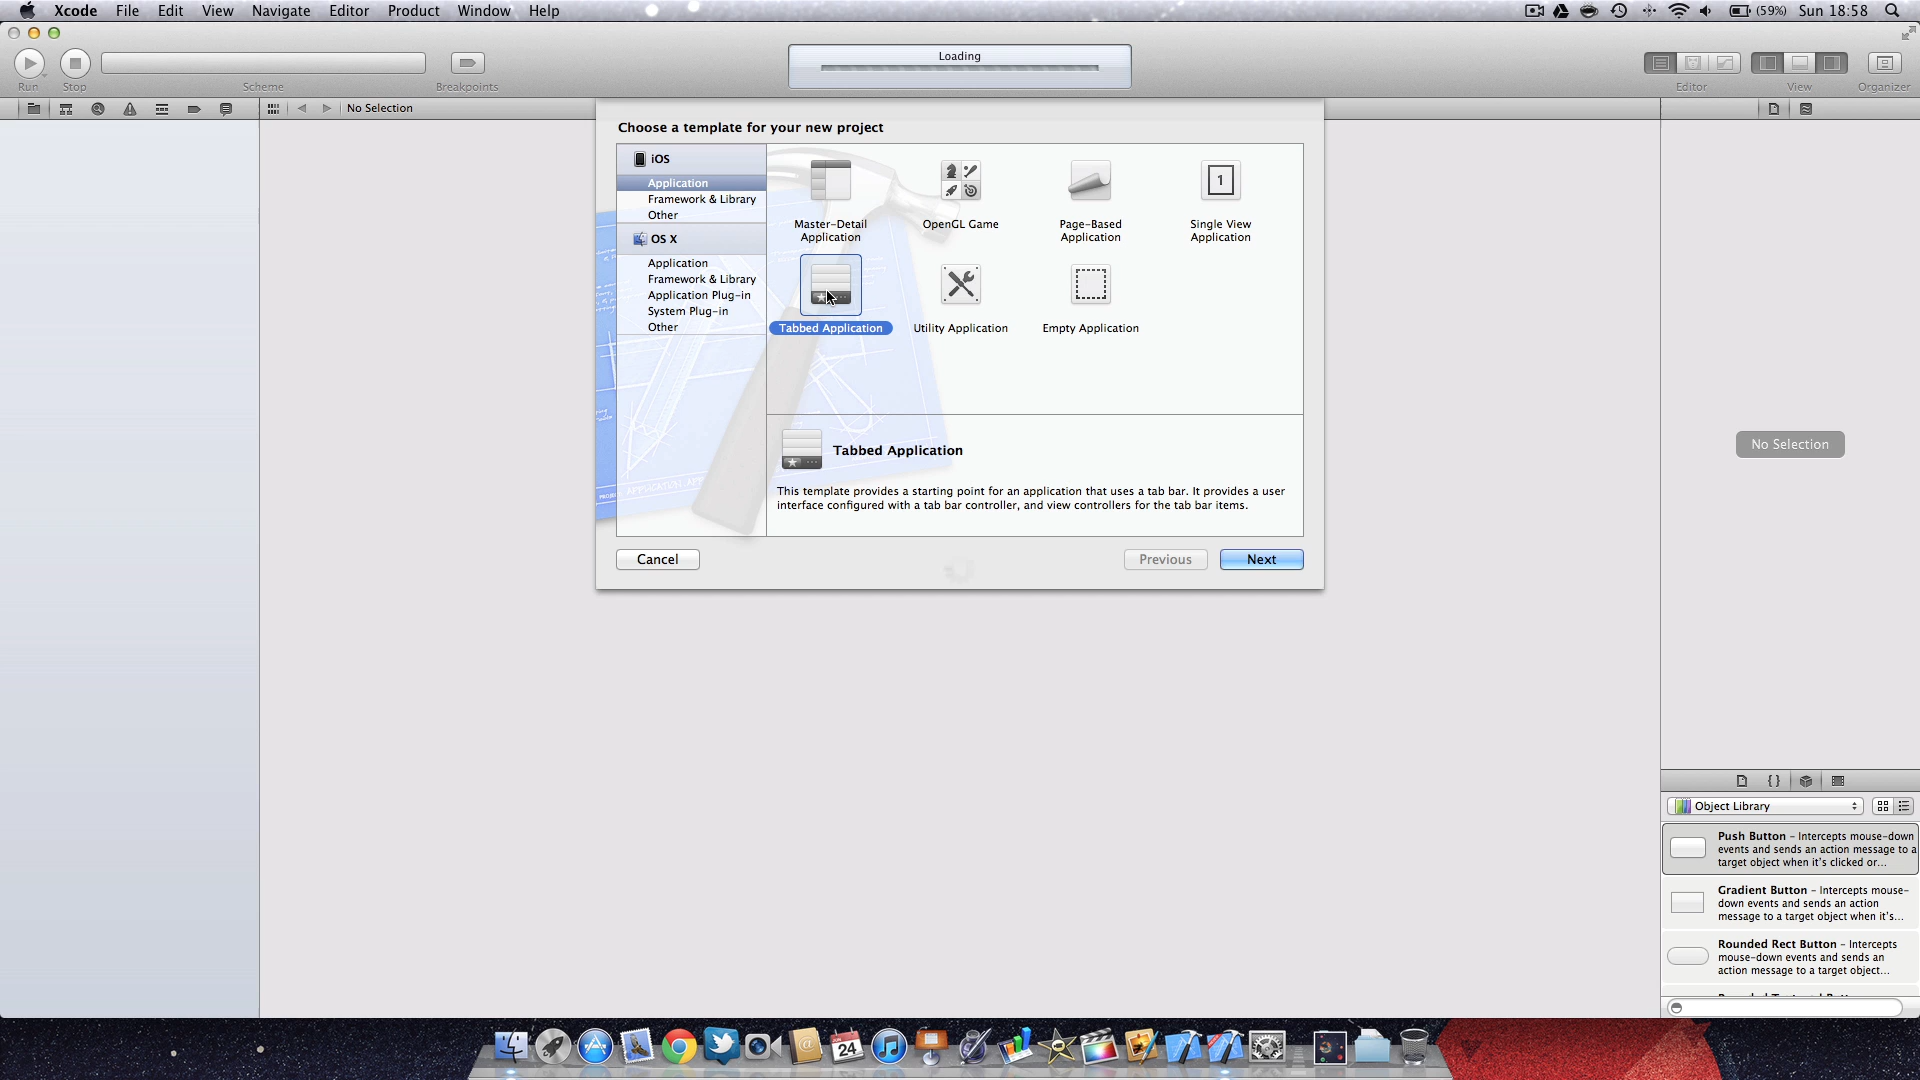 Xcode File Edit View Navigate Editor Product Window Help
(59%) Sun 18:58
Loading
Run Stop Scheme Breakpoints Editor View Organizer
No Selection
Choose a template for your new project
iOS
Application
Framework & Library
Other
OS X
Application
Framework & Library
Application Plug-in
System Plug-in
Other
Master-Detail
Application
OpenGL Game
Page-Based
Application
1
Single View
Application
Tabbed Application
Utility Application
Empty Application
Tabbed Application
This template provides a starting point for an application that uses a tab bar. It provides a user
interface configured with a tab bar controller, and view controllers for the tab bar items.
Cancel
Previous
Next
No Selection
{ }
Object Library
Push Button - Intercepts mouse-down
events and sends an action message to a
target object when it's clicked or...
Gradient Button - Intercepts mouse-
down events and sends an action
message to a target object when it's...
Rounded Rect Button - Intercepts
mouse-down events and sends an
action message to a target object...
24